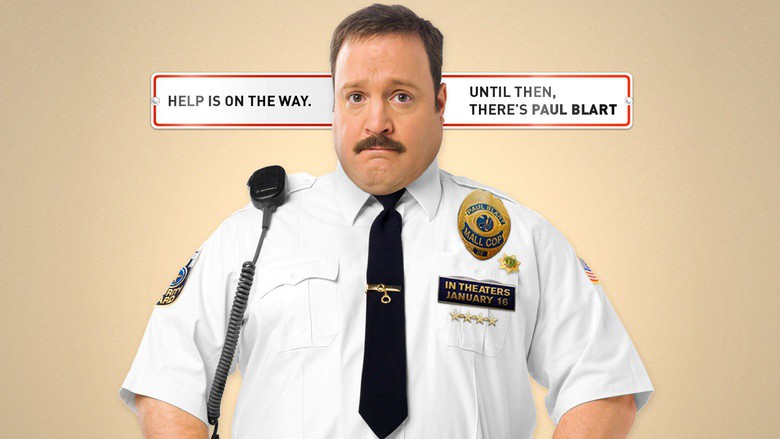 HELP IS ON THE WAY.
UNTIL THEN,
THERE'S PAUL BLART
PAUL BLART
MALL COP
IN THEATERS
JANUARY 16